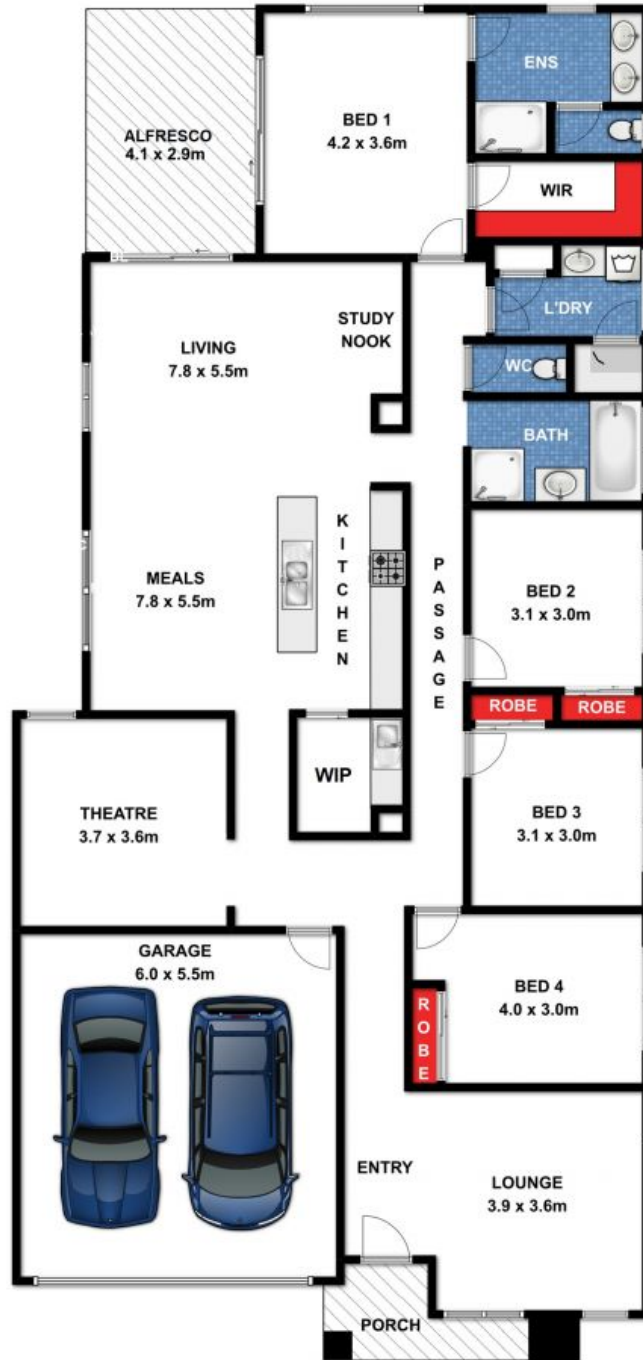 ENS
BED 1
4.2 x 3.6m
ALFRESCO
4.1 x 2.9m
WIR
L'DRY
STUDY
NOOK
LIVING
7.8 x 5.5m
WC
BATH
KITCHEN
PASSAGE
MEALS
7.8 x 5.5m
BED 2
3.1 x 3.0m
ROBE
ROBE
WIP
THEATRE
3.7 x 3.6m
BED 3
3.1 x 3.0m
GARAGE
6.0 x 5.5m
BED 4
4.0 x 3.0m
ROBE
ENTRY
LOUNGE
3.9 x 3.6m
PORCH